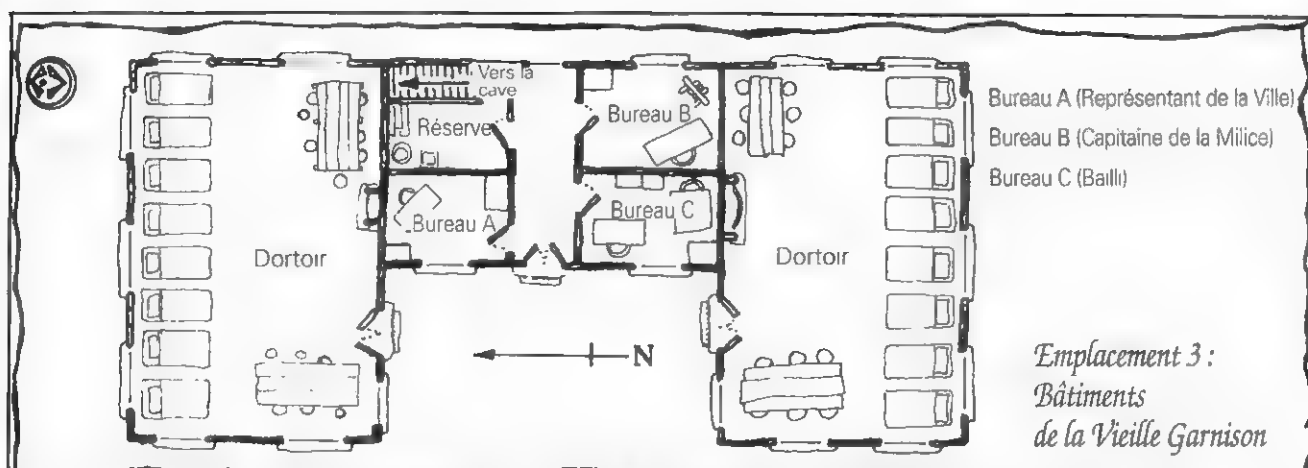 Vers la
cave
Réserve
Bureau B
Bureau A
Bureau C
Dortoir
Dortoir
N
Bureau A (Représentant de la Ville)
Bureau B (Capitaine de la Milice)
Bureau C (Bailli)
Emplacement 3 :
Bâtiments
de la Vieille Garnison